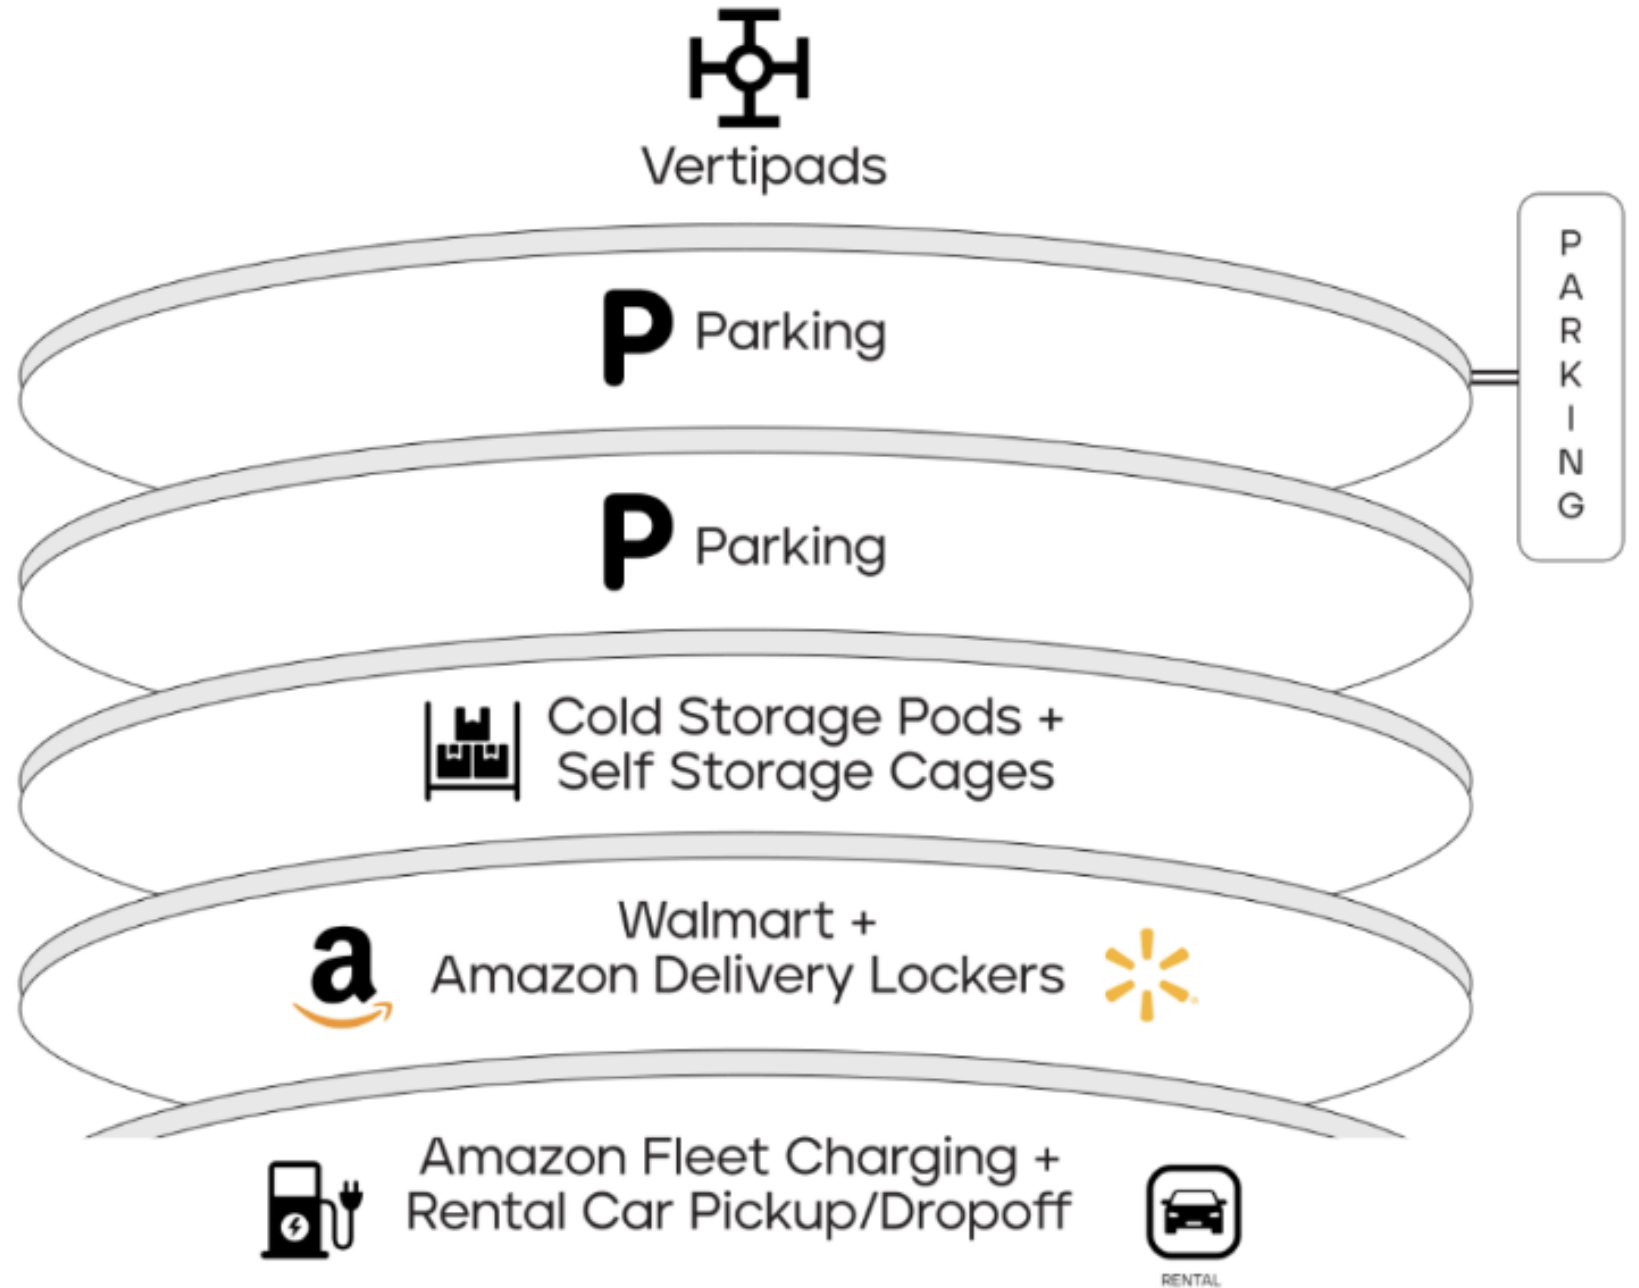 Vertipads
P Parking
PARKING
P Parking
Cold Storage Pods +
Self Storage Cages
Walmart +
a
Amazon Delivery Lockers
Amazon Fleet Charging +
Rental Car Pickup/Dropoff
RENTAL